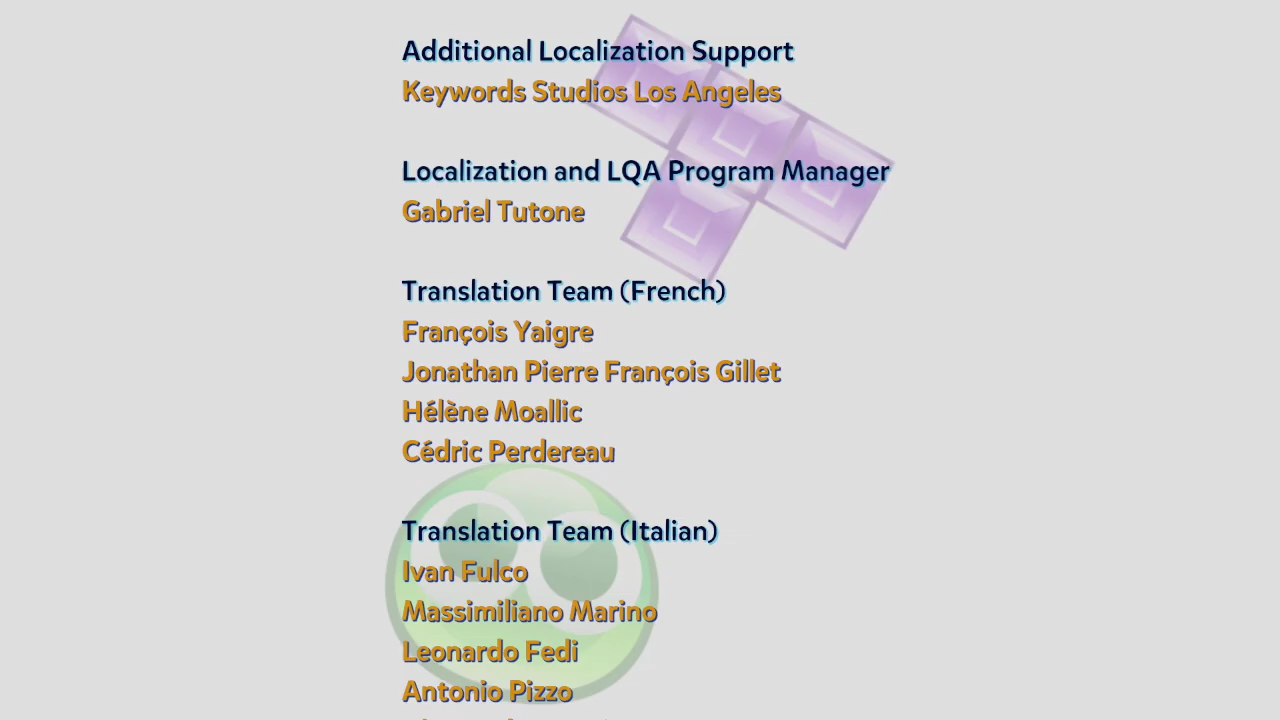 Additional Localization Support
Keywords Studios Los Angeles
Localization and LQA Program Manager
Gabriel Tutone
Translation Team (French)
François Yaigre
Jonathan Pierre François Gillet
Hélène Moallic
Cédric Perdereau
Translation Team (Italian)
Ivan Fulco
Massimiliano Marino
Leonardo Fedi
Antonio Pizzo